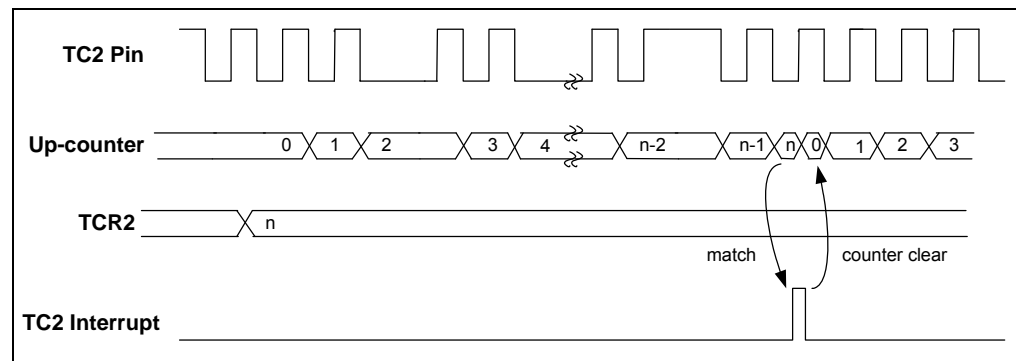 TC2 Pin
Up-counter 0 1 2 3 4 n-2 n-1 n 0 1 2 3
TCR2 n
match counter clear
TC2 Interrupt